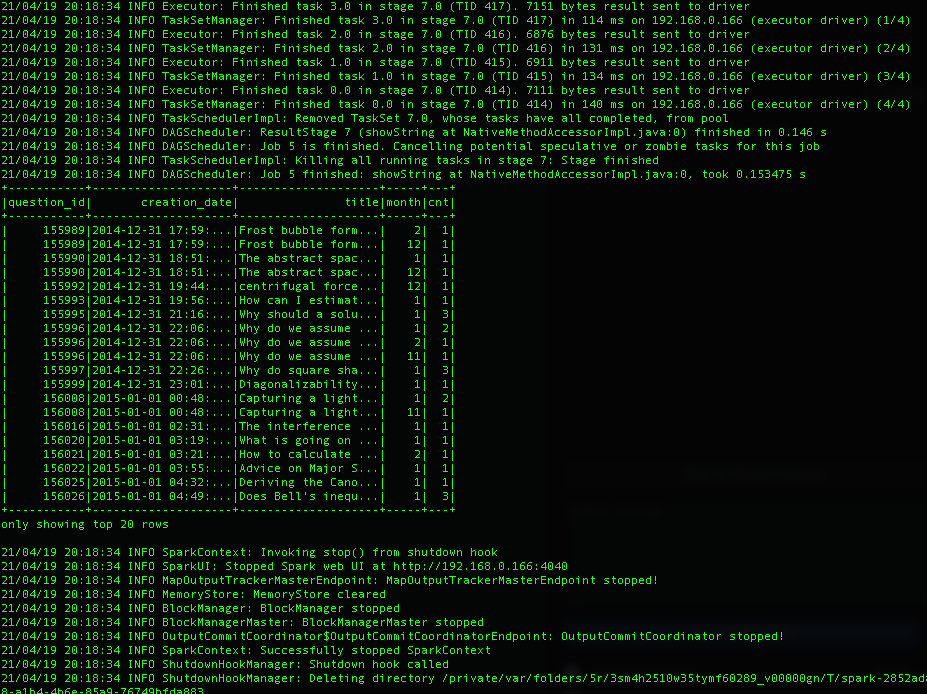 21/04/19 20:18:34 INFO Executor: Finished task 3.0 in stage 7.0 (TID 417). 7151 bytes result sent to driver
21/04/19 20:18:34 INFO TaskSetManager: Finished task 3.0 in stage 7.0 (TID 417) in 114 ms on 192.168.0.166 (executor driver) (1/4)
21/04/19 20:18:34 INFO Executor: Finished task 2.0 in stage 7.0 (TID 416). 6876 bytes result sent to driver
21/04/19 20:18:34 INFO TaskSetManager: Finished task 2.0 in stage 7.0 (TID 416) in 131 ms on 192.168.0.166 (executor driver) (2/4)
21/04/19 20:18:34 INFO Executor: Finished task 1.0 in stage 7.0 (TID 415). 6911 bytes result sent to driver
21/04/19 20:18:34 INFO TaskSetManager: Finished task 1.0 in stage 7.0 (TID 415) in 134 ms on 192.168.0.166 (executor driver) (3/4)
21/04/19 20:18:34 INFO Executor: Finished task 0.0 in stage 7.0 (TID 414). 7111 bytes result sent to driver
21/04/19 20:18:34 INFO TaskSetManager: Finished task 0.0 in stage 7.0 (TID 414) in 140 ms on 192.168.0.166 (executor driver) (4/4)
21/04/19 20:18:34 INFO TaskSchedulerImpl: Removed TaskSet 7.0, whose tasks have all completed, from pool
21/04/19 20:18:34 INFO DAGScheduler: ResultStage 7 (showString at NativeMethodAccessorImpl.java:0) finished in 0.146 s
21/04/19 20:18:34 INFO DAGScheduler: Job 5 is finished. Cancelling potential speculative or zombie tasks for this job
21/04/19 20:18:34 INFO TaskSchedulerImpl: Killing all running tasks in stage 7: Stage finished
21/04/19 20:18:34 INFO DAGScheduler: Job 5 finished: showString at NativeMethodAccessorImpl.java:0, took 0.153475 s
+-----------+--------------------+--------------------+-----+---+
|question_id|       creation_date|               title|month|cnt|
+-----------+--------------------+--------------------+-----+---+
|     155989|2014-12-31 17:59:...|Frost bubble form...|    2|  1|
|     155989|2014-12-31 17:59:...|Frost bubble form...|   12|  1|
|     155990|2014-12-31 18:51:...|The abstract spac...|    1|  1|
|     155990|2014-12-31 18:51:...|The abstract spac...|   12|  1|
|     155992|2014-12-31 19:44:...|centrifugal force...|   12|  1|
|     155993|2014-12-31 19:56:...|How can I estimat...|    1|  1|
|     155995|2014-12-31 21:16:...|Why should a solu...|    1|  3|
|     155996|2014-12-31 22:06:...|Why do we assume ...|    1|  2|
|     155996|2014-12-31 22:06:...|Why do we assume ...|    2|  1|
|     155996|2014-12-31 22:06:...|Why do we assume ...|   11|  1|
|     155997|2014-12-31 22:26:...|Why do square sha...|    1|  3|
|     155999|2014-12-31 23:01:...|Diagonalizability...|    1|  1|
|     156008|2015-01-01 00:48:...|Capturing a light...|    1|  2|
|     156008|2015-01-01 00:48:...|Capturing a light...|   11|  1|
|     156016|2015-01-01 02:31:...|The interference ...|    1|  1|
|     156020|2015-01-01 03:19:...|What is going on ...|    1|  1|
|     156021|2015-01-01 03:21:...|How to calculate ...|    2|  1|
|     156022|2015-01-01 03:55:...|Advice on Major S...|    1|  1|
|     156025|2015-01-01 04:32:...|Deriving the Cano...|    1|  1|
|     156026|2015-01-01 04:49:...|Does Bell's inequ...|    1|  3|
+-----------+--------------------+--------------------+-----+---+
only showing top 20 rows
21/04/19 20:18:34 INFO SparkContext: Invoking stop() from shutdown hook
21/04/19 20:18:34 INFO SparkUI: Stopped Spark web UI at http://192.168.0.166:4040
21/04/19 20:18:34 INFO MapOutputTrackerMasterEndpoint: MapOutputTrackerMasterEndpoint stopped!
21/04/19 20:18:34 INFO MemoryStore: MemoryStore cleared
21/04/19 20:18:34 INFO BlockManager: BlockManager stopped
21/04/19 20:18:34 INFO BlockManagerMaster: BlockManagerMaster stopped
21/04/19 20:18:34 INFO OutputCommitCoordinator$OutputCommitCoordinatorEndpoint: OutputCommitCoordinator stopped!
21/04/19 20:18:34 INFO SparkContext: Successfully stopped SparkContext
21/04/19 20:18:34 INFO ShutdownHookManager: Shutdown hook called
21/04/19 20:18:34 INFO ShutdownHookManager: Deleting directory /private/var/folders/5r/3sm4h2510w35tymf60289_v00000gn/T/spark-2852ad
8-a1b4-4b6e-85a9-76749bfda883